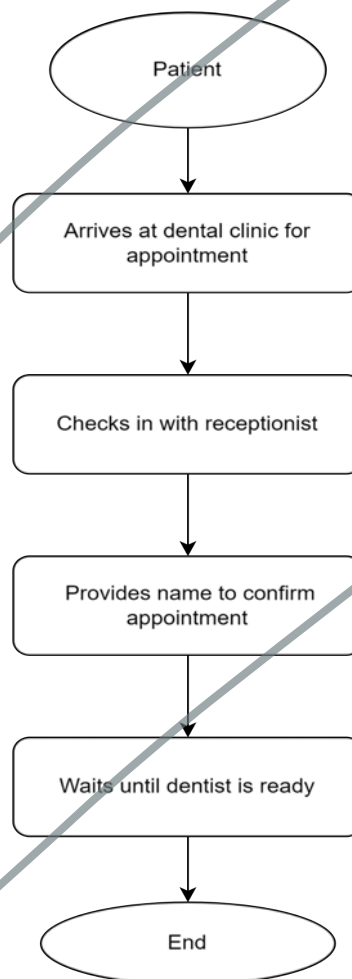 Patient
Arrives at dental clinic for
appointment
Checks in with receptionist
Provides name to confirm
appointment
Waits until dentist is ready
End